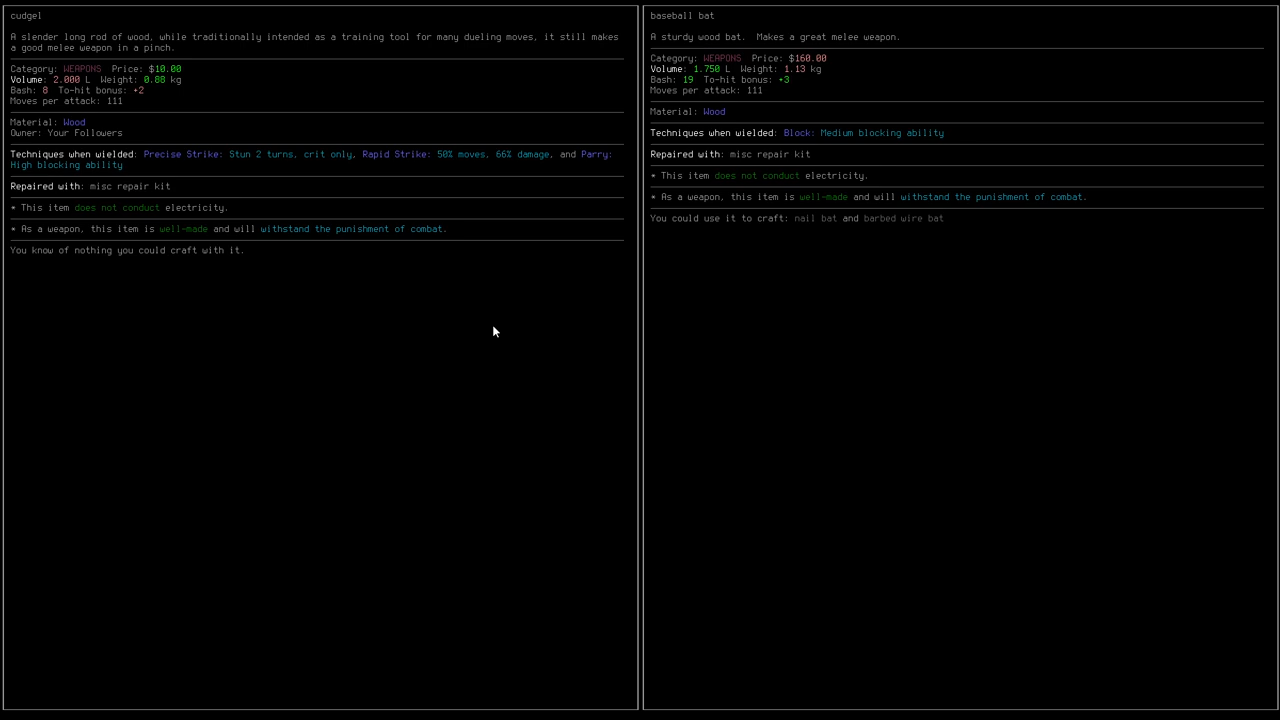 cudgel
A slender long rod of wood, while traditionally intended as a training tool for many dueling moves, it still makes
a good melee weapon in a pinch.
Category: WEAPONS  Price: $10.00
Volume: 2.000 L  Weight: 0.88 kg
Bash: 8  To-hit bonus: +2
Moves per attack: 111
Material: Wood
Owner: Your Followers
Techniques when wielded: Precise Strike: Stun 2 turns, crit only, Rapid Strike: 50% moves, 66% damage, and Parry:
High blocking ability
Repaired with: misc repair kit
* This item does not conduct electricity.
* As a weapon, this item is well-made and will withstand the punishment of combat.
You know of nothing you could craft with it.
baseball bat
A sturdy wood bat.  Makes a great melee weapon.
Category: WEAPONS  Price: $160.00
Volume: 1.750 L  Weight: 1.13 kg
Bash: 19  To-hit bonus: +3
Moves per attack: 111
Material: Wood
Techniques when wielded: Block: Medium blocking ability
Repaired with: misc repair kit
* This item does not conduct electricity.
* As a weapon, this item is well-made and will withstand the punishment of combat.
You could use it to craft: nail bat and barbed wire bat